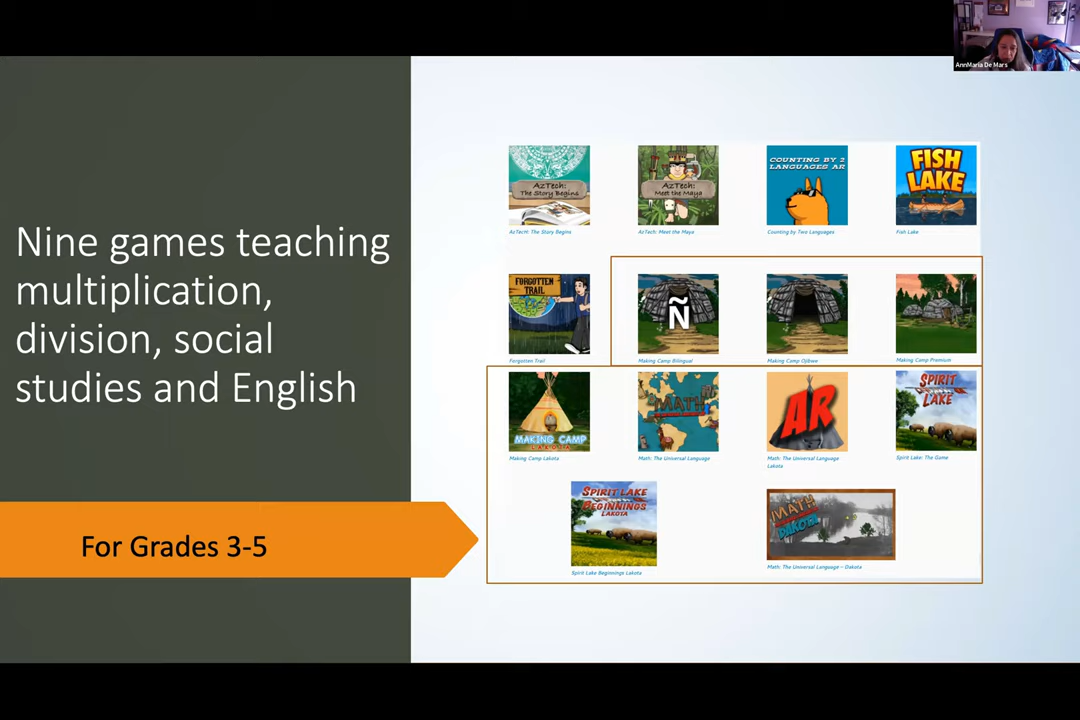 AnnMaria De Mars
Nine games teaching
multiplication,
division, social
studies and English
For Grades 3-5
AzTech:
The Story Begins
AzTech: The Story Begins
AzTech:
Meet the Maya
AzTech: Meet the Maya
COUNTING BY 2
LANGUAGES AR
Counting by Two Languages
FISH
LAKE
Fish Lake
FORGOTTEN
TRAIL
Forgotten Trail
Ñ
Making Camp Bilingual
Making Camp Ojibwe
Making Camp Premium
MAKING CAMP
LAKOTA
Making Camp Lakota
MATH
Math: The Universal Language
AR
Math: The Universal Language
Lakota
SPIRIT
LAKE
Spirit Lake: The Game
SPIRIT LAKE
BEGINNINGS
LAKOTA
Spirit Lake Beginnings Lakota
MATH
DAKOTA
Math: The Universal Language – Dakota